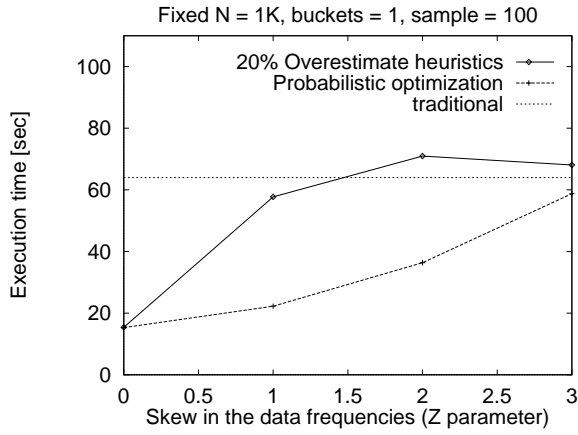 Fixed N = 1K, buckets = 1, sample = 100
20% Overestimate heuristics
Probabilistic optimization
traditional
Execution time [sec]
100
80
60
40
20
0
0 0.5 1 1.5 2 2.5 3
Skew in the data frequencies (Z parameter)